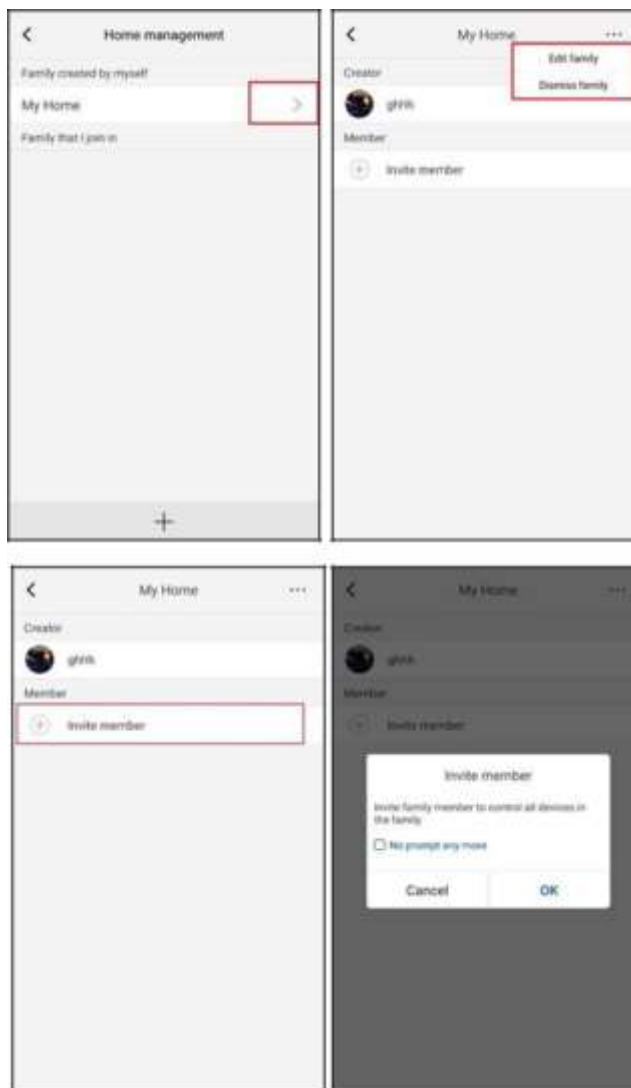 Home management
Family created by myself
My Home
Family that I join in
My Home
Edit family
Dismiss family
Creator
Member
Invite member
My Home
Creator
Member
Invite member
My Home
Creator
Member
Invite member
Invite member
Invite family member to control all devices in
the family
No prompt any more
Cancel OK